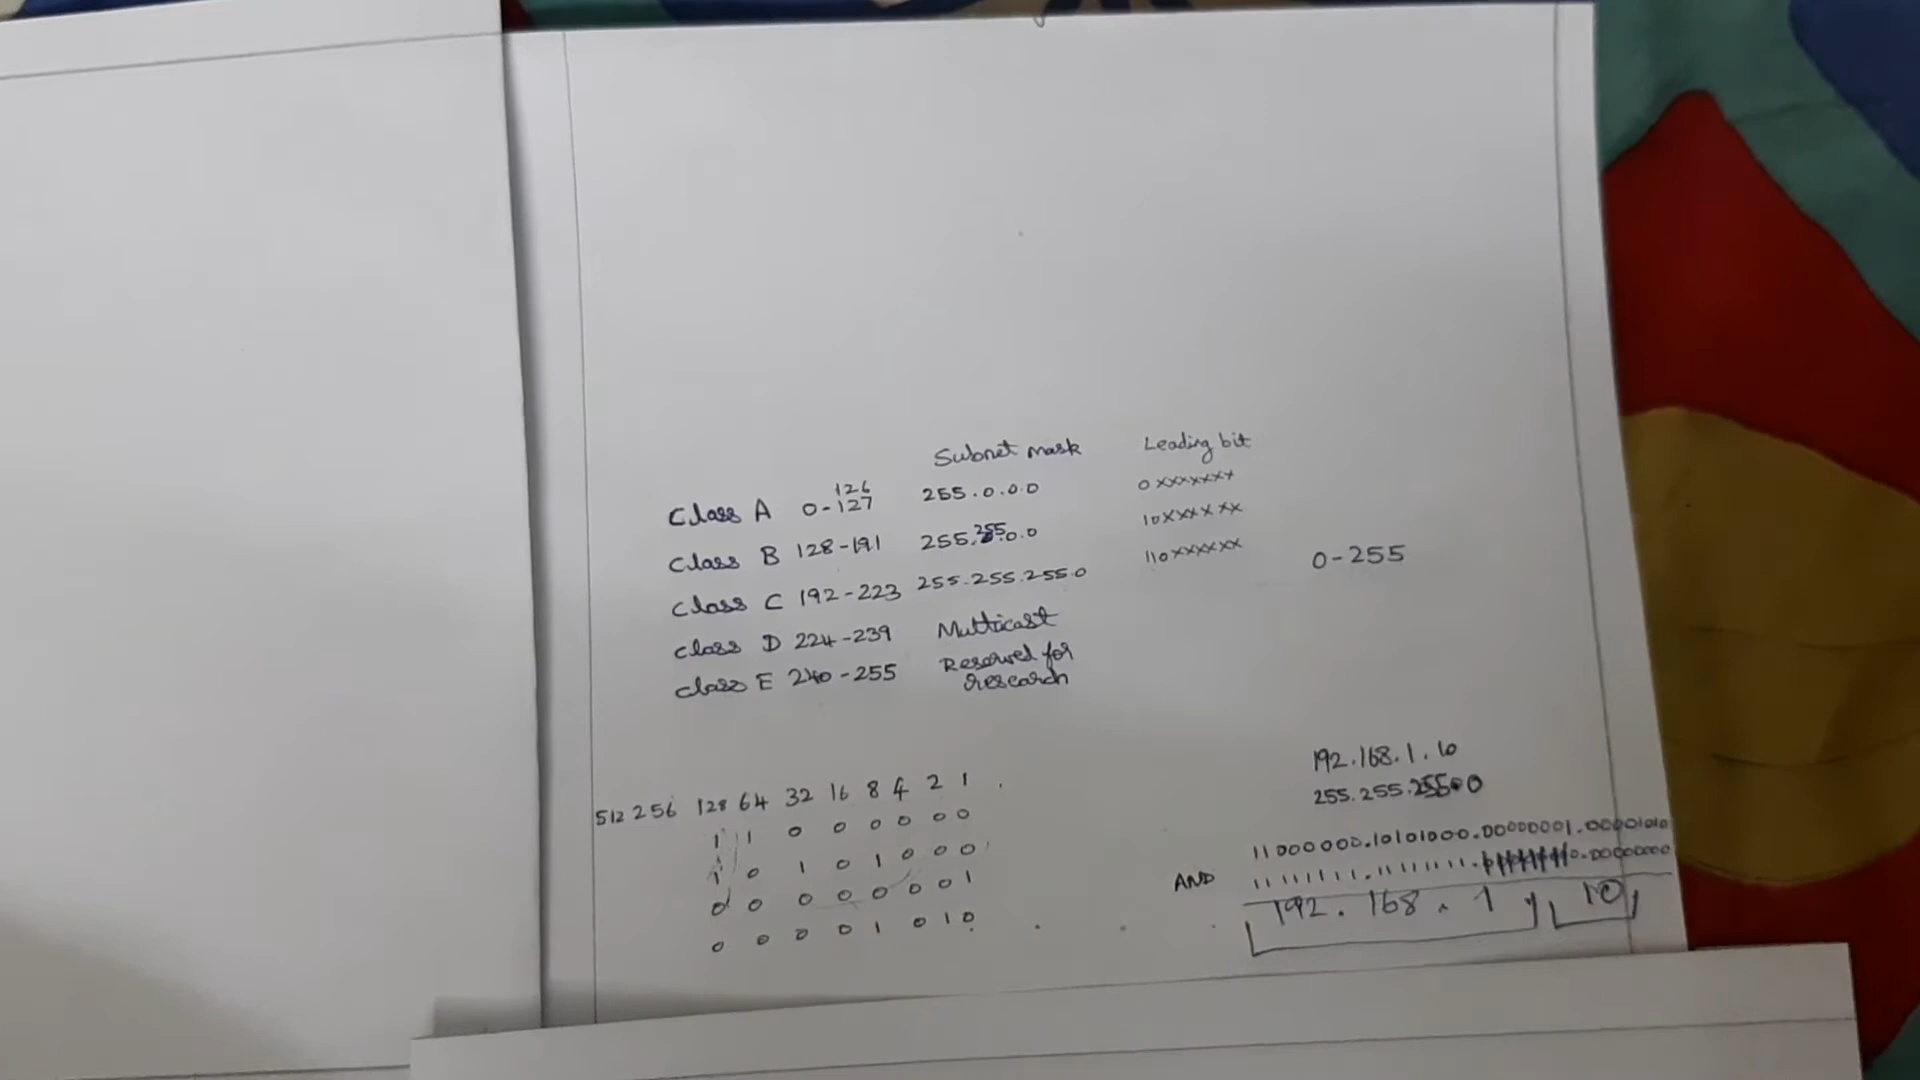 Subnet mask Leading bit
126
Class A 0-127 255.0.0.0 0xxxxxxx
Class B 128-191 255.255.0.0 10xxxxxx
Class C 192-223 255.255.255.0 110xxxxxx 0-255
class D 224-239 Multicast
class E 240-255 Reserved for
research
192.168.1.10
255.255.255.0
512 256 128 64 32 16 8 4 2 1
1 1 0 0 0 0 0 0
1 0 1 0 1 0 0 0
0 0 0 0 0 0 0 1
0 0 0 0 1 0 1 0
11000000.10101000.00000001.00001010
AND 11111111.11111111. .00000000
192.168.1 10